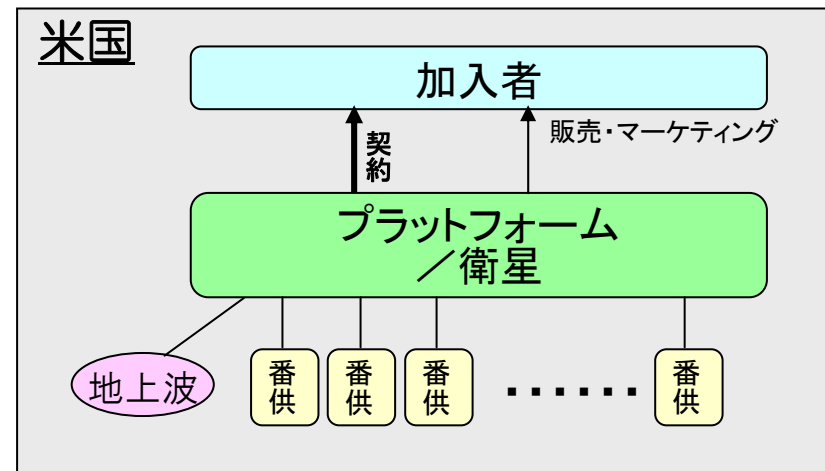 米国
加入者
契約
販売・マーケティング
プラットフォーム
／衛星
地上波
番供
番供
番供
・・・・・・
番供